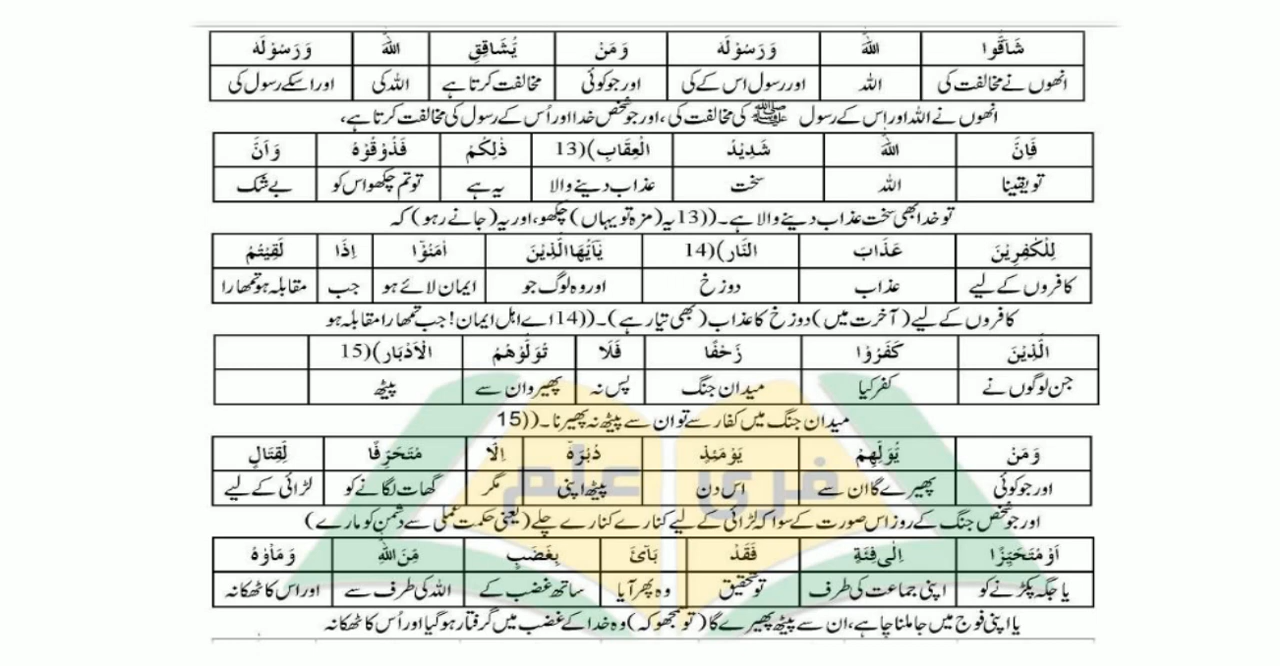 شَآقُّوا اللّٰهَ وَرَسُوْلَهٗ وَمَنْ يُّشَاقِقِ اللّٰهَ وَرَسُوْلَهٗ
انھوں نے مخالفت کی اللہ اور رسول اس کے کی اور جو کوئی مخالفت کرتا ہے اللہ کی اور اسکے رسول کی
انھوں نے اللہ اور اس کے رسول ﷺ کی مخالفت کی، اور جو شخص خدا اور اُس کے رسول کی مخالفت کرتا ہے،
فَاِنَّ اللّٰهَ شَدِيْدُ الْعِقَابِ)(13 ذٰلِكُمْ فَذُوْقُوْهُ وَاَنَّ
تو یقینا اللہ سخت عذاب دینے والا یہ ہے تو تم چکھو اس کو بے شک
تو خدا بھی سخت عذاب دینے والا ہے۔((13 یہ (مزہ تو یہاں) چکھو، اور یہ (جانے رہو) کہ
لِلْكٰفِرِيْنَ عَذَابَ النَّارِ)(14 يٰٓاَيُّهَا الَّذِيْنَ اٰمَنُوْٓا اِذَا لَقِيْتُمُ
کافروں کے لیے عذاب دوزخ اور وہ لوگ جو ایمان لائے ہو جب مقابلہ ہو تمھارا
کافروں کے لیے (آخرت میں) دوزخ کا عذاب (بھی تیار ہے)۔((14 اے اہل ایمان! جب تمھارا مقابلہ ہو
الَّذِيْنَ كَفَرُوْا زَحْفًا فَلَا تُوَلُّوْهُمُ الْاَدْبَارَ)(15
جن لوگوں نے کفر کیا میدان جنگ پس نہ پھیرو ان سے پیٹھ
میدان جنگ میں کفار سے تو ان سے پیٹھ نہ پھیرنا۔((15
وَمَنْ يُّوَلِّهِمْ يَوْمَئِذٍ دُبُرَهٗٓ اِلَّا مُتَحَرِّفًا لِّقِتَالٍ
اور جو کوئی پھیرے گا ان سے اس دن پیٹھ اپنی مگر گھات لگانے کو لڑائی کے لیے
اور جو شخص جنگ کے روز اس صورت کے سوا کہ لڑائی کے لیے کنارے کنارے چلے (یعنی حکمت عملی سے دشمن کو مارے)
اَوْ مُتَحَيِّزًا اِلٰى فِئَةٍ فَقَدْ بَآئَ بِغَضَبٍ مِّنَ اللّٰهِ وَمَاْوٰىهُ
یا جگہ پکڑنے کو اپنی جماعت کی طرف تو تحقیق وہ پھر آیا ساتھ غضب کے اللہ کی طرف سے اور اس کا ٹھکانہ
یا اپنی فوج میں جا ملنا چاہے، ان سے پیٹھ پھیرے گا (تو سمجھو کہ) وہ خدا کے غضب میں گرفتار ہو گیا اور اُس کا ٹھکانہ
فری علم